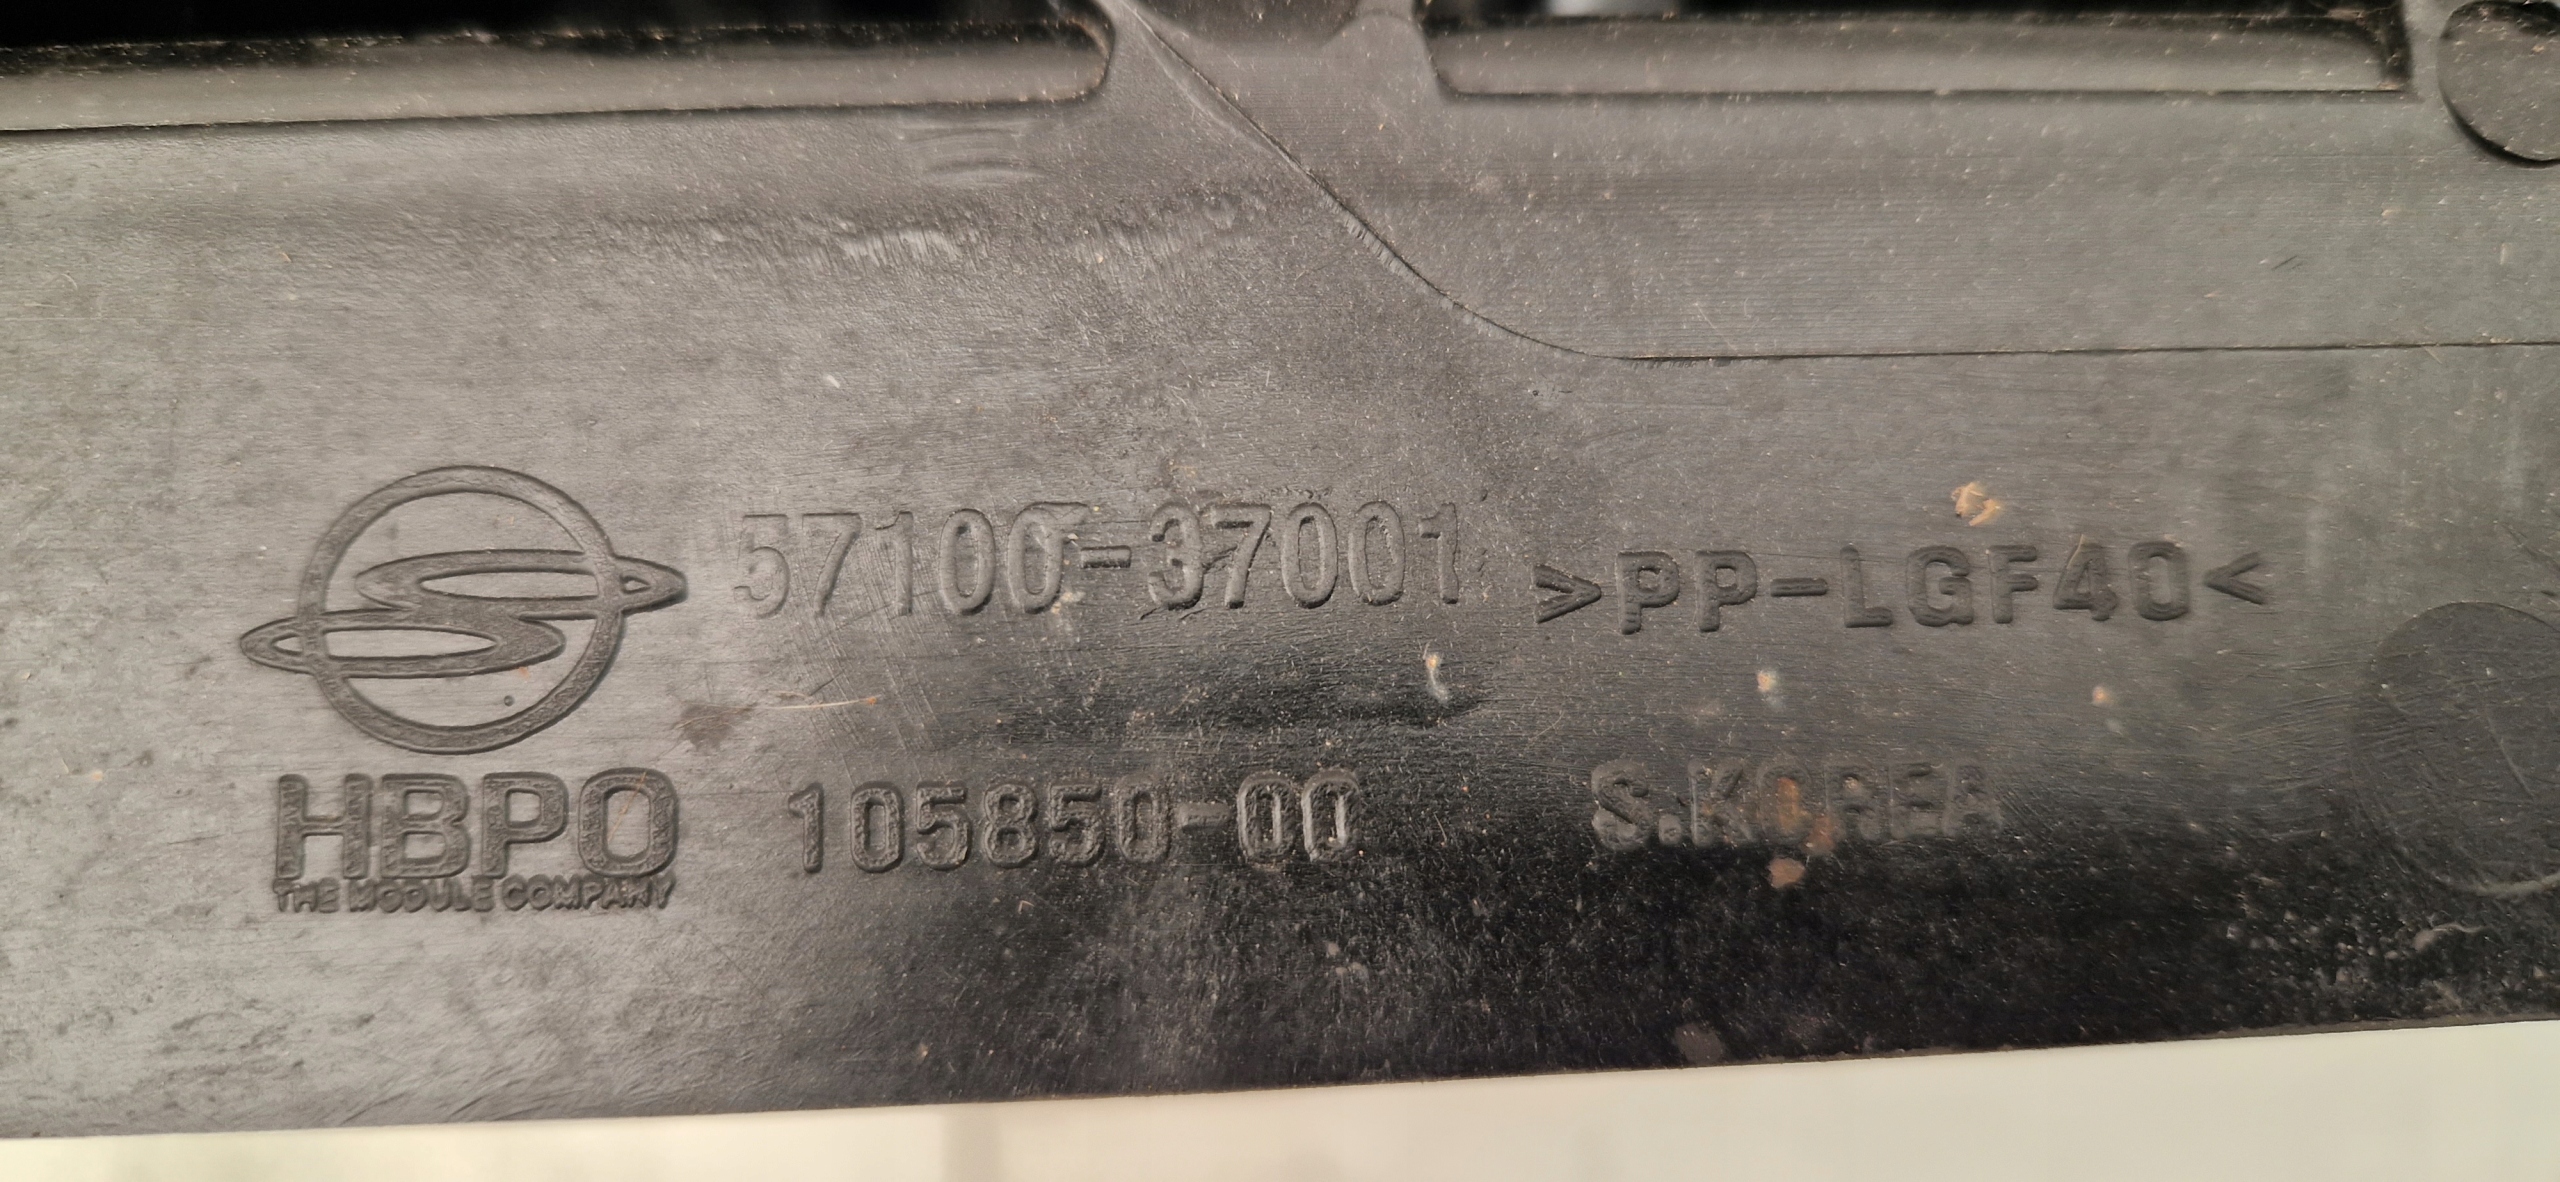 57100-37001 >PP-LGF40<
HBPO
THE MODULE COMPANY
105850-00 S.KOREA